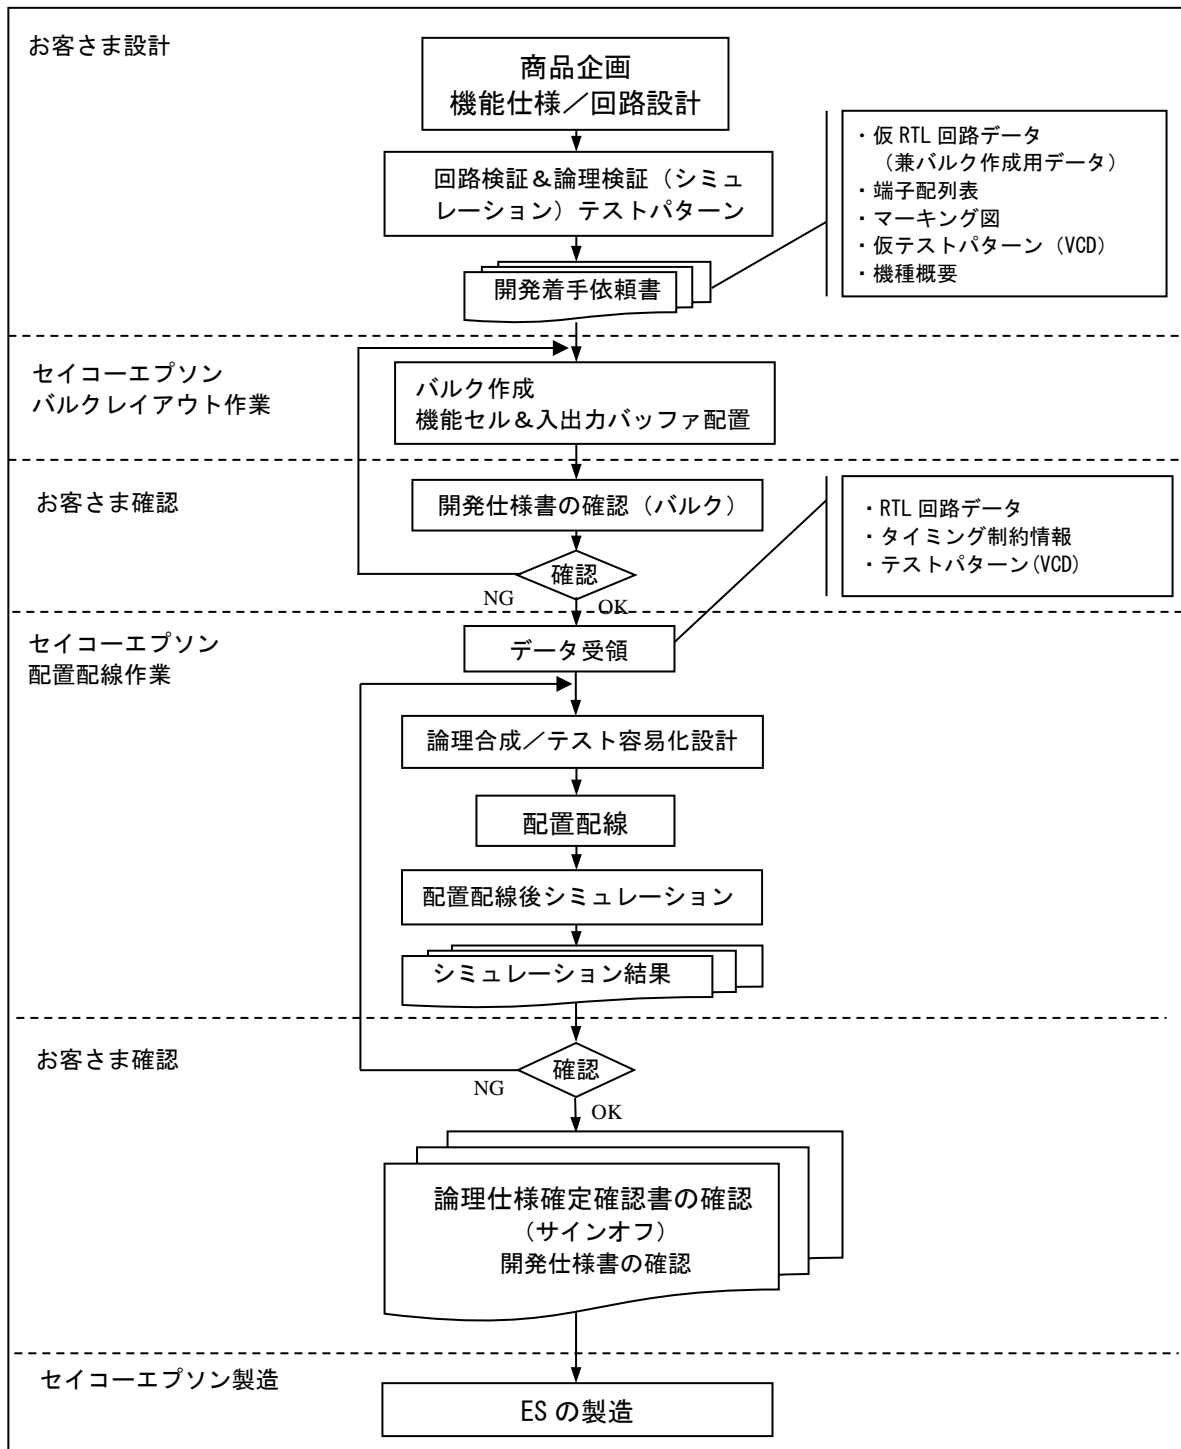 お客さま設計
商品企画
機能仕様／回路設計
回路検証＆論理検証（シミュ
レーション）テストパターン
開発着手依頼書
・仮 RTL 回路データ
（兼バルク作成用データ）
・端子配列表
・マーキング図
・仮テストパターン（VCD）
・機種概要
セイコーエプソン
バルクレイアウト作業
バルク作成
機能セル＆入出力バッファ配置
お客さま確認
開発仕様書の確認（バルク）
確認
NG
OK
・RTL 回路データ
・タイミング制約情報
・テストパターン(VCD)
セイコーエプソン
配置配線作業
データ受領
論理合成／テスト容易化設計
配置配線
配置配線後シミュレーション
シミュレーション結果
お客さま確認
確認
NG
OK
論理仕様確定確認書の確認
（サインオフ）
開発仕様書の確認
セイコーエプソン製造
ES の製造